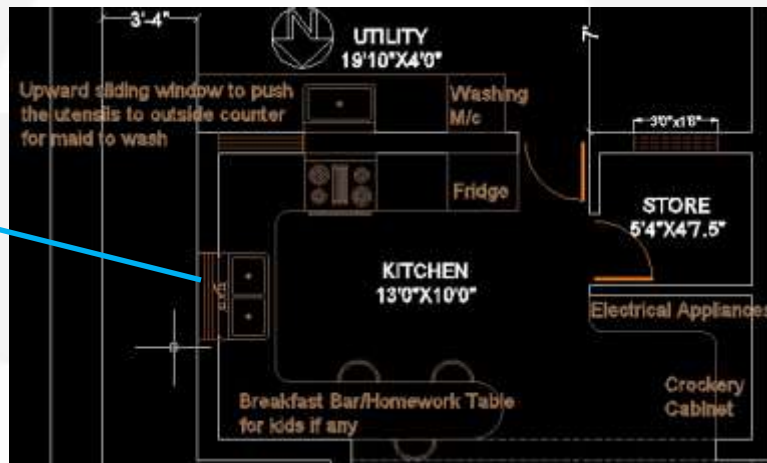 3'-4"
N
UTILITY
19'10"X4'0"
7'
Upward sliding window to push
the utensils to outside counter
for maid to wash
Washing
M/c
3'0"x1'6"
Fridge
STORE
5'4"X4'7.5"
KITCHEN
13'0"X10'0"
Electrical Appliances
Breakfast Bar/Homework Table
for kids if any
Crockery
Cabinet